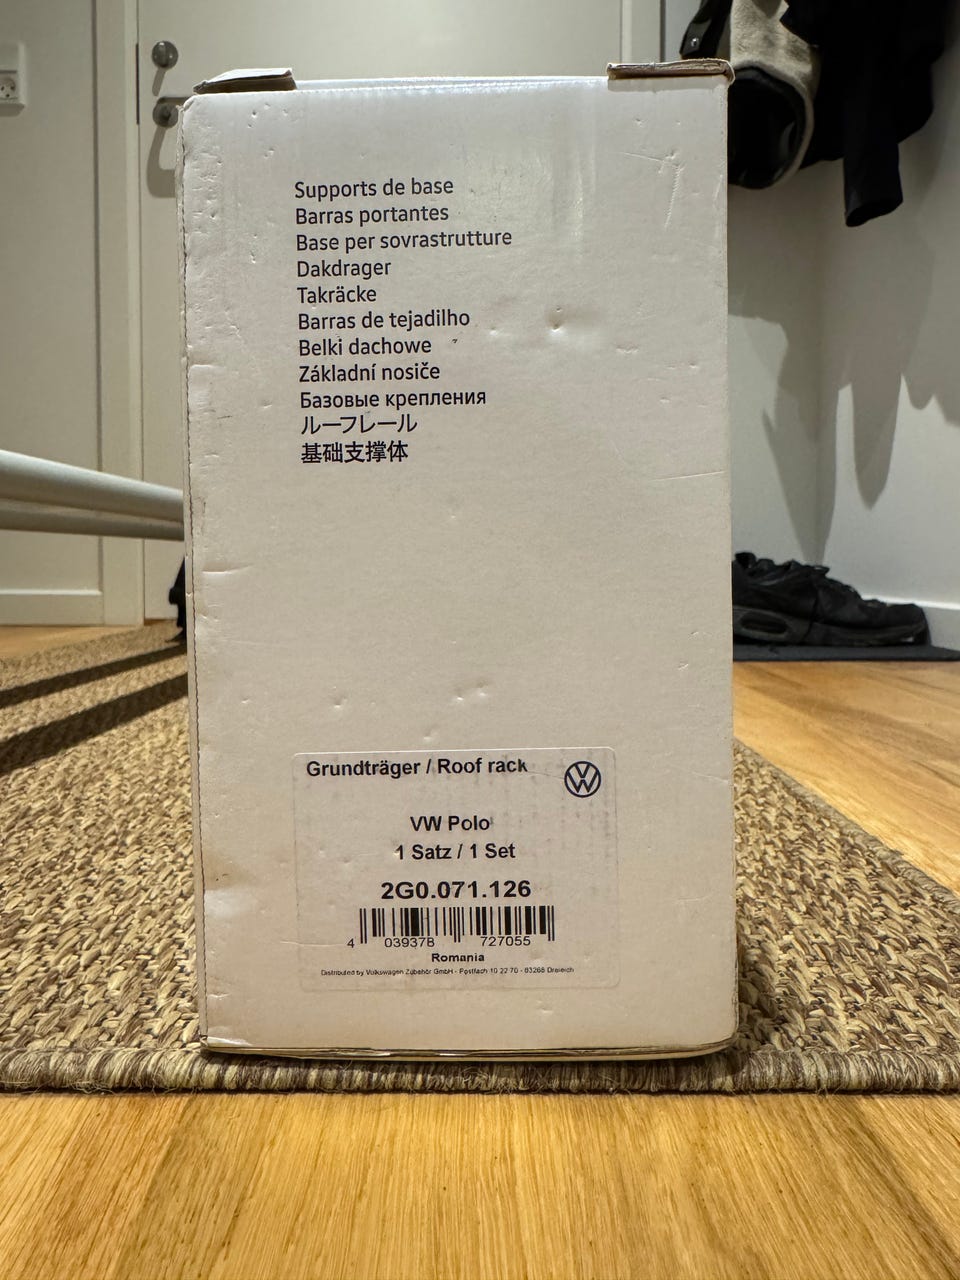 Supports de base
Barras portantes
Base per sovrastrutture
Dakdrager
Takräcke
Barras de tejadilho
Belki dachowe
Základní nosiče
Базовые крепления
ルーフレール
基础支撑体
Grundträger / Roof rack
VW Polo
1 Satz / 1 Set
2G0.071.126
4 039378 727055
Romania
Distributed by Volkswagen Zubehör GmbH - Postfach 10 22 70 - 63268 Dreieich